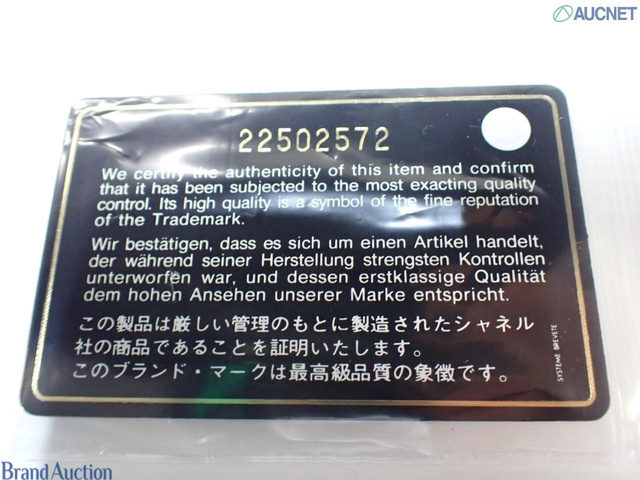 AUCNET
22502572
We certify the authenticity of this item and confirm
that it has been subjected to the most exacting quality
control. Its high quality is a symbol of the fine reputation
of the Trademark.
Wir bestätigen, dass es sich um einen Artikel handelt,
der während seiner Herstellung strengsten Kontrollen
unterworfen war, und dessen erstklassige Qualität
dem hohen Ansehen unserer Marke entspricht.
この製品は厳しい管理のもとに製造されたシャネル
社の商品であることを証明いたします。
このブランド・マークは最高級品質の象徴です。
SYSTEME BREVETE
Brand Auction